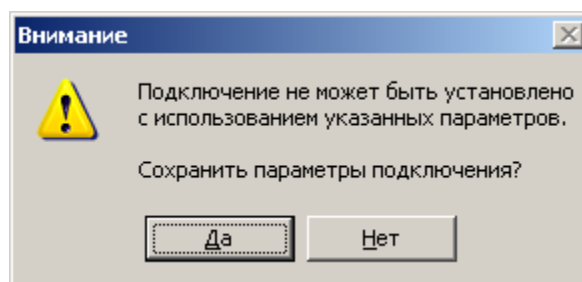 Внимание
Подключение не может быть установлено
с использованием указанных параметров.
Сохранить параметры подключения?
Да
Нет